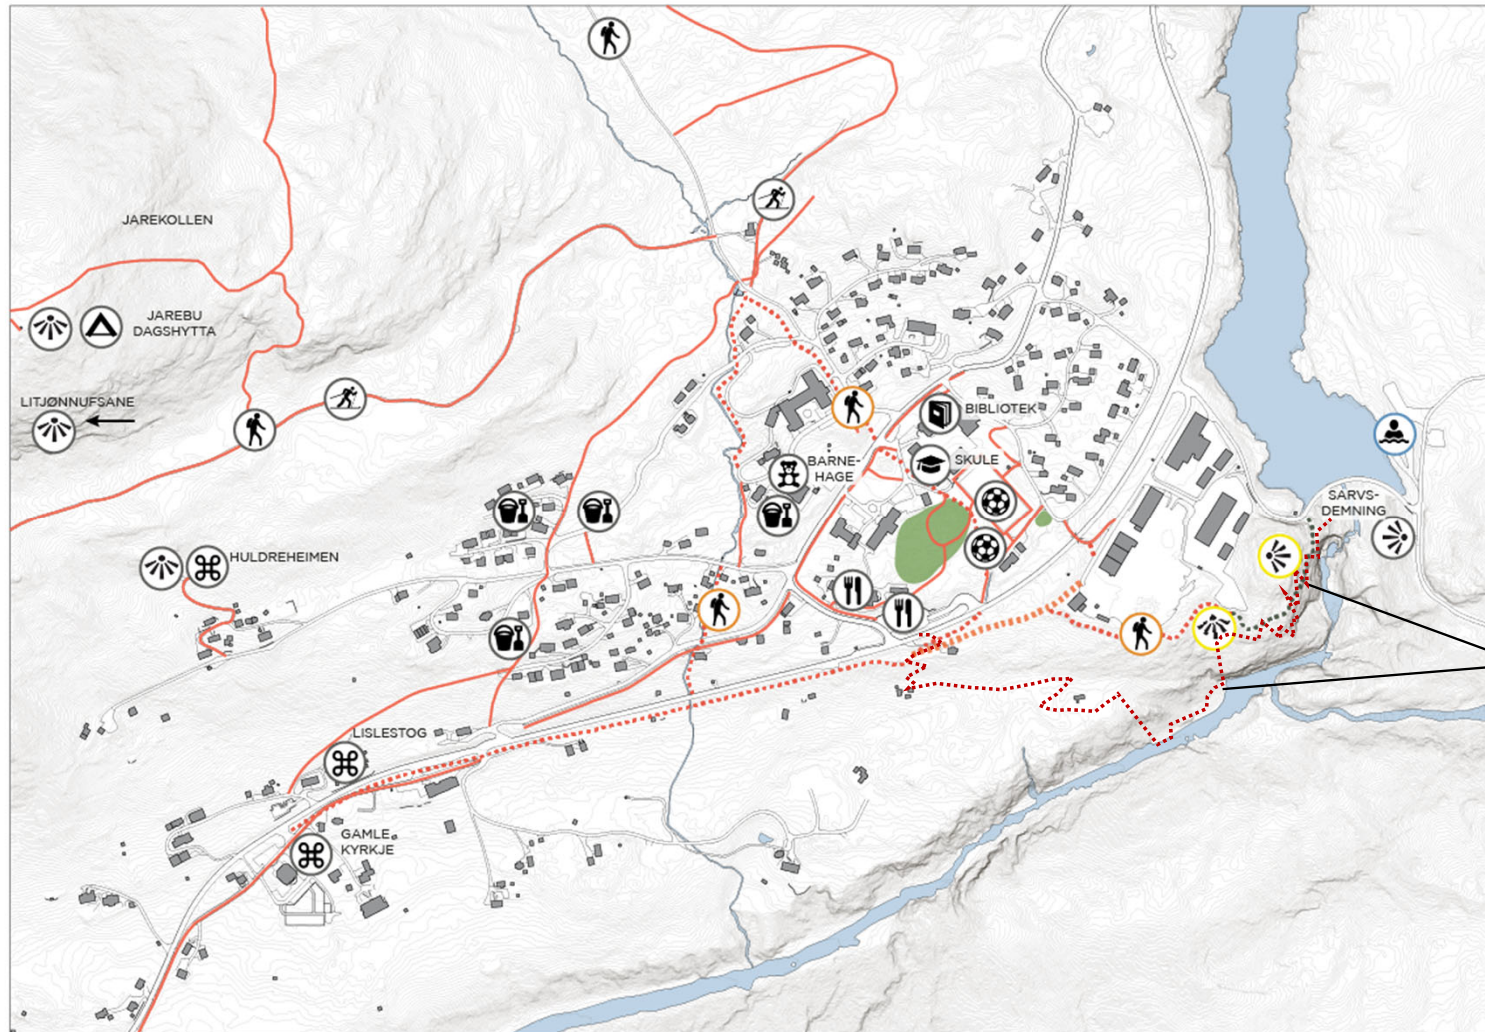 JAREKOLLEN
JAREBU
DAGSHYTTA
LITJØNNUFSANE
BIBLIOTEK
BARNE-
HAGE
SKULE
SARVS-
DEMNING
HULDREHEIMEN
LISLESTOG
GAMLE
KYRKJE